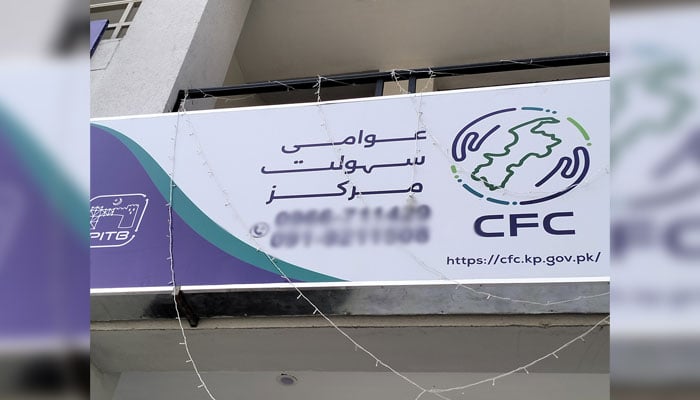 عوامی
سہولت
مرکز
CFC
https://cfc.kp.gov.pk/
PITB